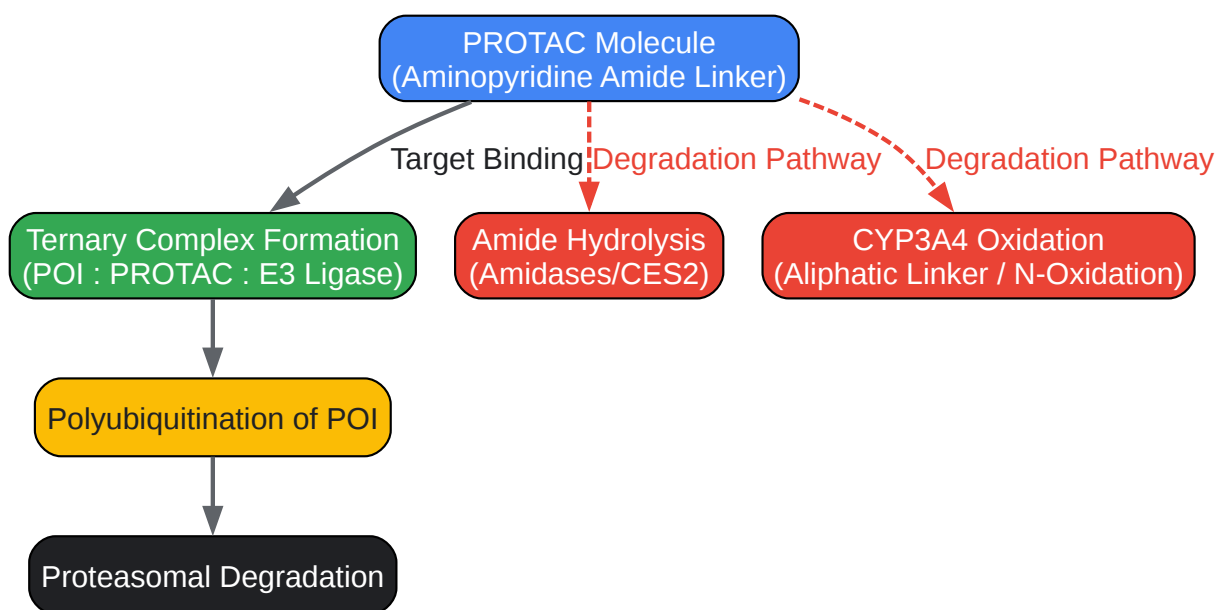 PROTAC Molecule
(Aminopyridine Amide Linker)
Target Binding
Degradation Pathway
Degradation Pathway
Ternary Complex Formation
(POI : PROTAC : E3 Ligase)
Amide Hydrolysis
(Amidases/CES2)
CYP3A4 Oxidation
(Aliphatic Linker / N-Oxidation)
Polyubiquitination of POI
Proteasomal Degradation